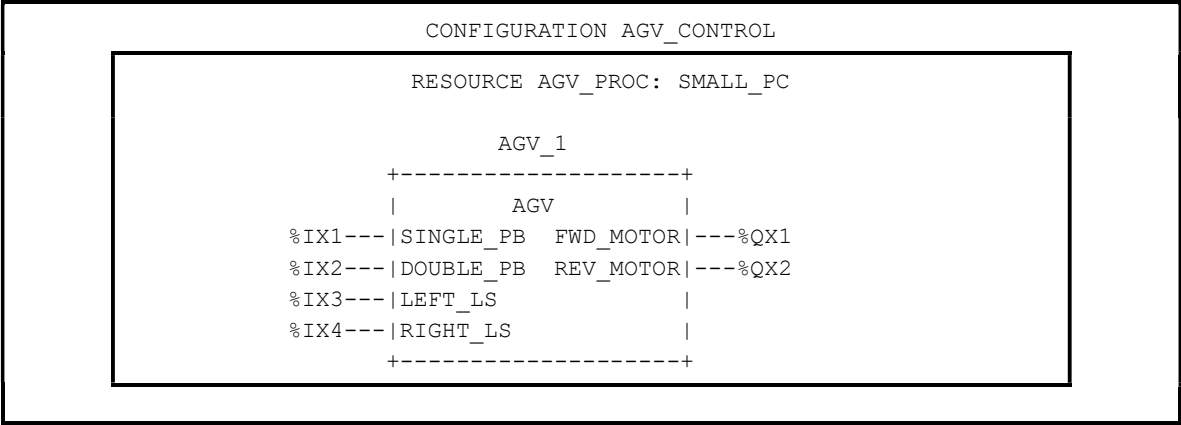 CONFIGURATION AGV_CONTROL
RESOURCE AGV_PROC: SMALL_PC
AGV_1
+--------------------+
| AGV |
%IX1---|SINGLE_PB FWD_MOTOR|---%QX1
%IX2---|DOUBLE_PB REV_MOTOR|---%QX2
%IX3---|LEFT_LS |
%IX4---|RIGHT_LS |
+--------------------+